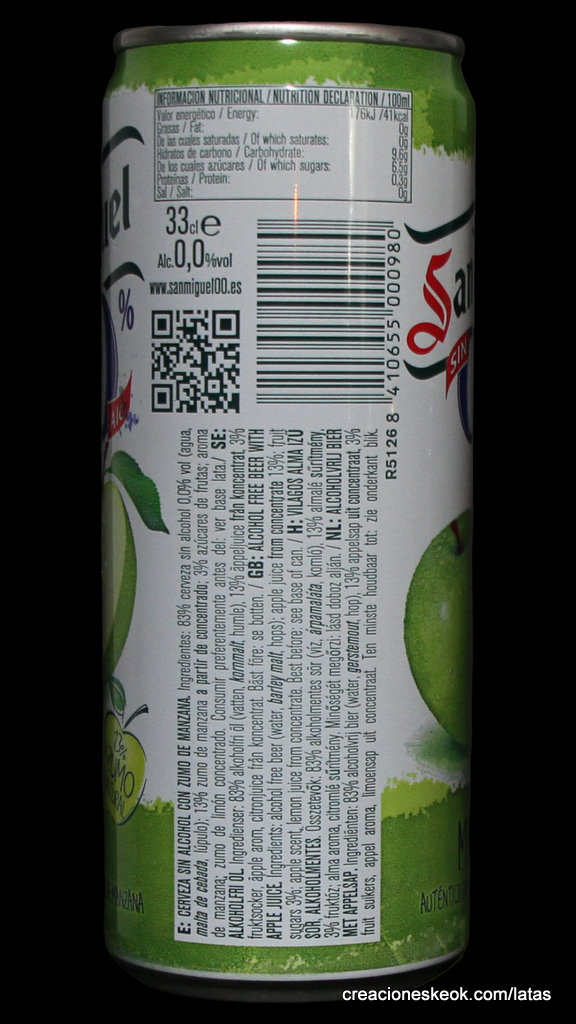 INFORMACION NUTRICIONAL / NUTRITION DECLARATION / 100ml
Valor energético / Energy: 176kJ /41kcal
Grasas / Fat: 0g
De las cuales saturadas / Of which saturates: 0g
Hidratos de carbono / Carbohydrate: 9,6g
De los cuales azúcares / Of which sugars: 6,5g
Proteínas / Protein: 0,3g
Sal / Salt: 0g
33cl e
Alc.0,0%vol
www.sanmiguel00.es
8 410655 000980
R5126
E: CERVEZA SIN ALCOHOL CON ZUMO DE MANZANA. Ingredientes: 83% cerveza sin alcohol 0,0% vol (agua,
malta de cebada, lúpulo); 13% zumo de manzana a partir de concentrado; 3% azúcares de frutas; aroma
de manzana, zumo de limón concentrado. Consumir preferentemente antes del: ver base lata./ SE:
ALKOHOLFRI ÖL Ingredienser: 83% alkoholfri öl (vatten, kornmalt, humle), 13% äppeljuice från koncentrat, 3%
fruktsocker, äpple arom, citronjuice från koncentrat. Bäst före: se botten. / GB: ALCOHOL FREE BEER WITH
APPLE JUICE. Ingredients: alcohol free beer (water, barley malt, hops); apple juice from concentrate 13%; fruit
sugars 3%; apple scent, lemon juice from concentrate. Best before: see base of can. / H: VILAGOS ALMA IZÜ
SÖR, ALKOHOLMENTES. Összetevők: 83% alkoholmentes sör (víz, árpamaláta, komló), 13% almalé sűrítmény,
3% fruktóz; alma aroma, citromlé sűrítmény. Minőségét megőrzi: lásd doboz alján. / NL: ALCOHOLVRIJ BIER
MET APPELSAP. Ingrediënten: 83% alcoholvrij bier (water, gerstemout, hop), 13% appelsap uit concentraat, 3%
fruit suikers, appel aroma, limoensap uit concentraat. Ten minste houdbaar tot: zie onderkant blik.
uel
%
ALC
ZUMO
MANZANA
San
SIN
M
AUTÉNTICA
creacioneskeok.com/latas